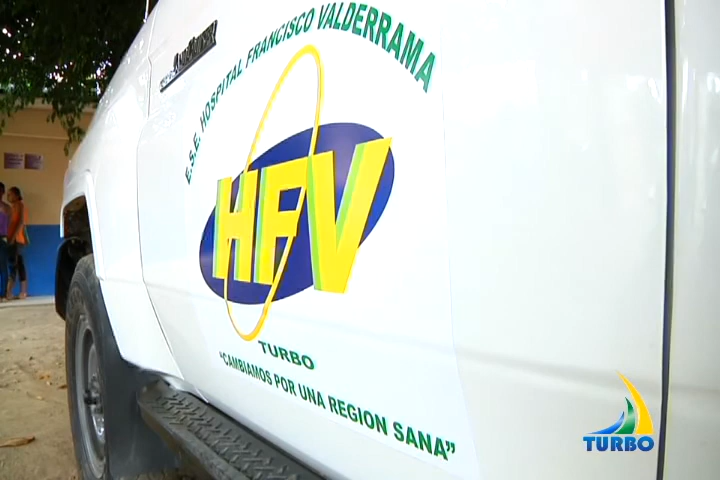 E.S.E. HOSPITAL FRANCISCO VALDERRAMA
HFV
TURBO
"CAMBIAMOS POR UNA REGION SANA"
TURBO